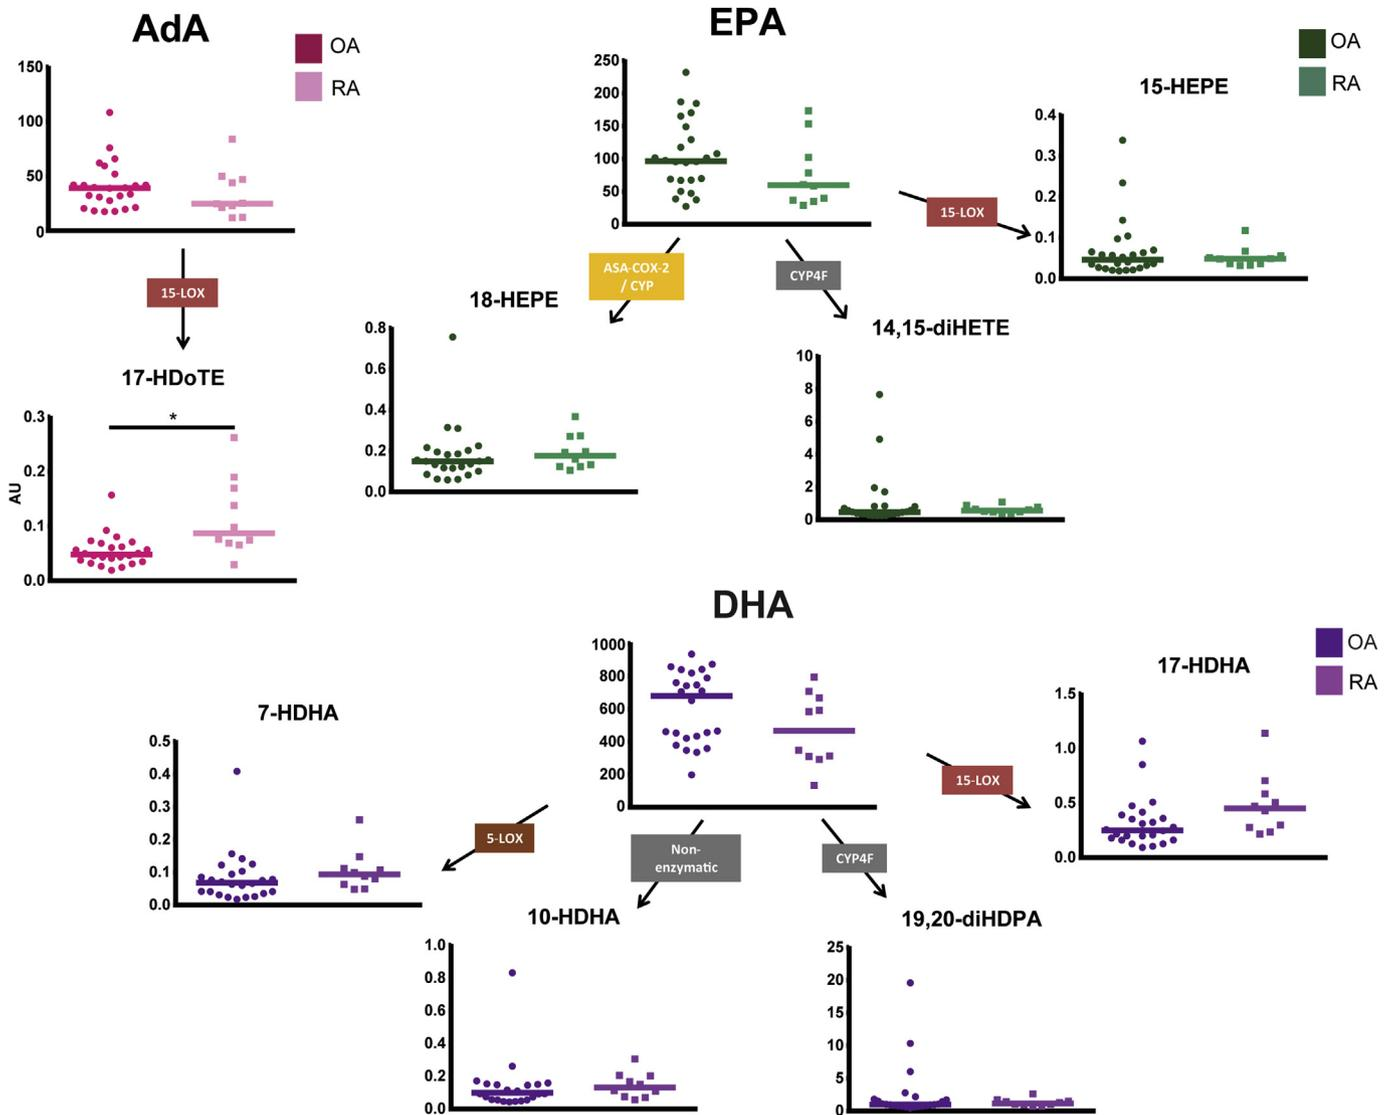 AdA
OA
RA
150
100
50
0
15-LOX
17-HDoTE
*
AU
0.3
0.2
0.1
0.0
EPA
OA
RA
250
200
150
100
50
0
15-LOX
15-HEPE
0.4
0.3
0.2
0.1
0.0
ASA-COX-2
/ CYP
CYP4F
18-HEPE
0.8
0.6
0.4
0.2
0.0
14,15-diHETE
10
8
6
4
2
0
DHA
OA
RA
1000
800
600
400
200
0
15-LOX
17-HDHA
1.5
1.0
0.5
0.0
7-HDHA
0.5
0.4
0.3
0.2
0.1
0.0
5-LOX
Non-
enzymatic
CYP4F
10-HDHA
1.0
0.8
0.6
0.4
0.2
0.0
19,20-diHDPA
25
20
15
10
5
0